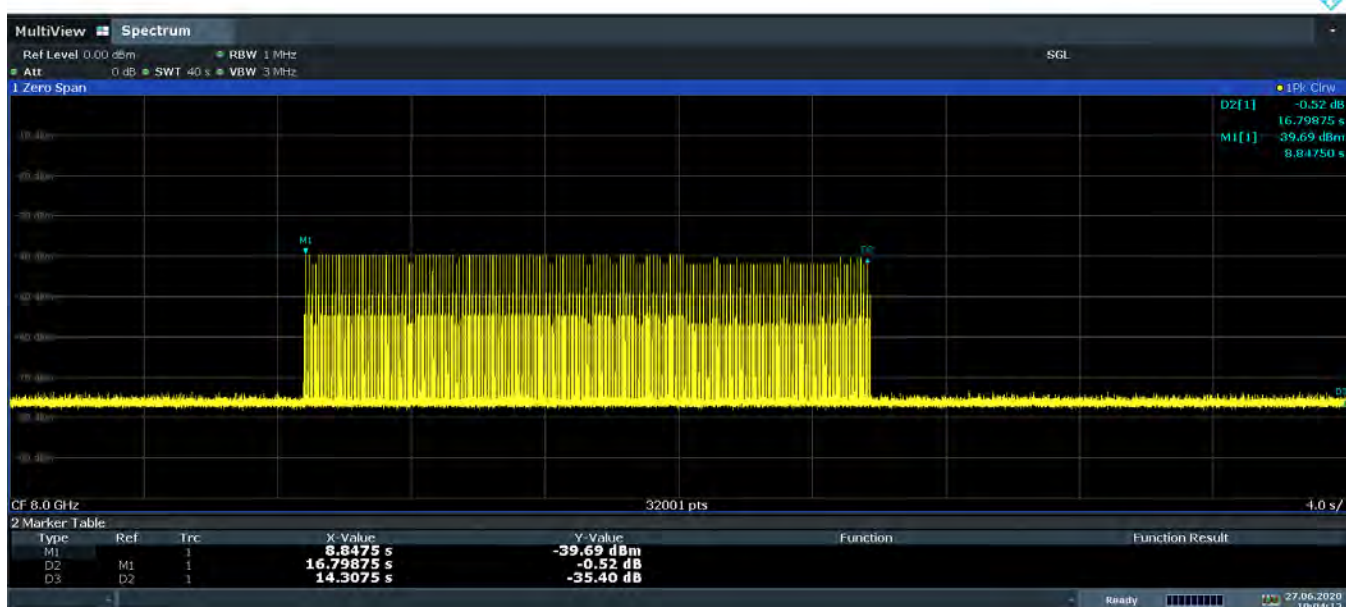 MultiView Spectrum
Ref Level 0.00 dBm RBW 1 MHz SGL
Att 0 dB SWT 40 s VBW 3 MHz
1 Zero Span 1Pk Clrw
D2[1] -0.52 dB
16.79875 s
M1[1] -39.69 dBm
8.84750 s
M1
D2
CF 8.0 GHz 32001 pts 4.0 s/
2 Marker Table
Type Ref Trc X-Value Y-Value Function Function Result
M1 1 8.8475 s -39.69 dBm
D2 M1 1 16.79875 s -0.52 dB
D3 D2 1 14.3075 s -35.40 dB
Ready 27.06.2020